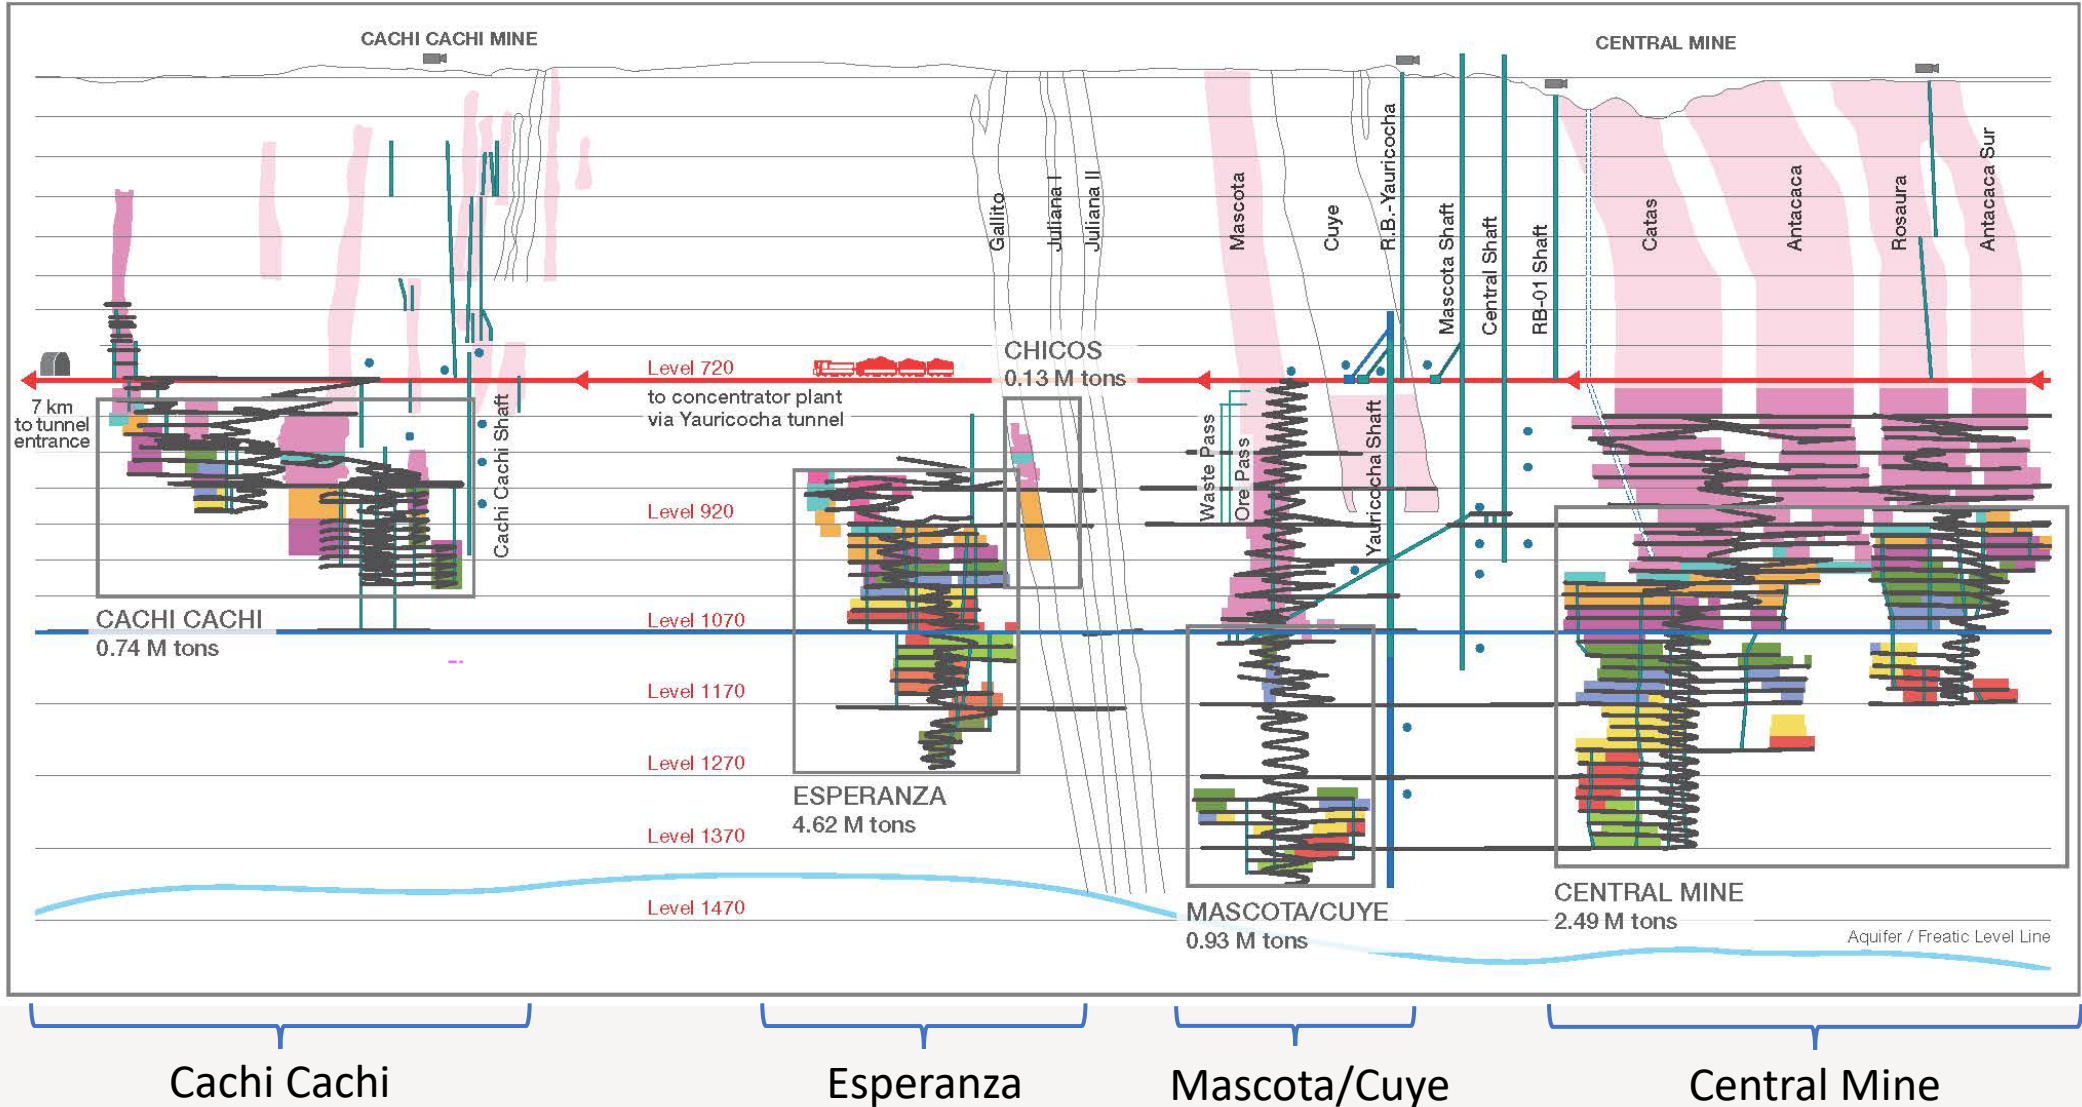 CACHI CACHI MINE
CENTRAL MINE
Gallito
Juliana I
Juliana II
Mascota
Cuye
R.B.-Yauricocha
Mascota Shaft
Central Shaft
RB-01 Shaft
Catas
Antacaca
Rosaura
Antacaca Sur
CHICOS
0.13 M tons
Level 720
to concentrator plant
via Yauricocha tunnel
7 km
to tunnel
entrance
Cachi Cachi Shaft
Waste Pass
Ore Pass
Yauricocha Shaft
Level 920
CACHI CACHI
0.74 M tons
Level 1070
Level 1170
Level 1270
ESPERANZA
4.62 M tons
Level 1370
Level 1470
MASCOTA/CUYE
0.93 M tons
CENTRAL MINE
2.49 M tons
Aquifer / Freatic Level Line
Cachi Cachi
Esperanza
Mascota/Cuye
Central Mine